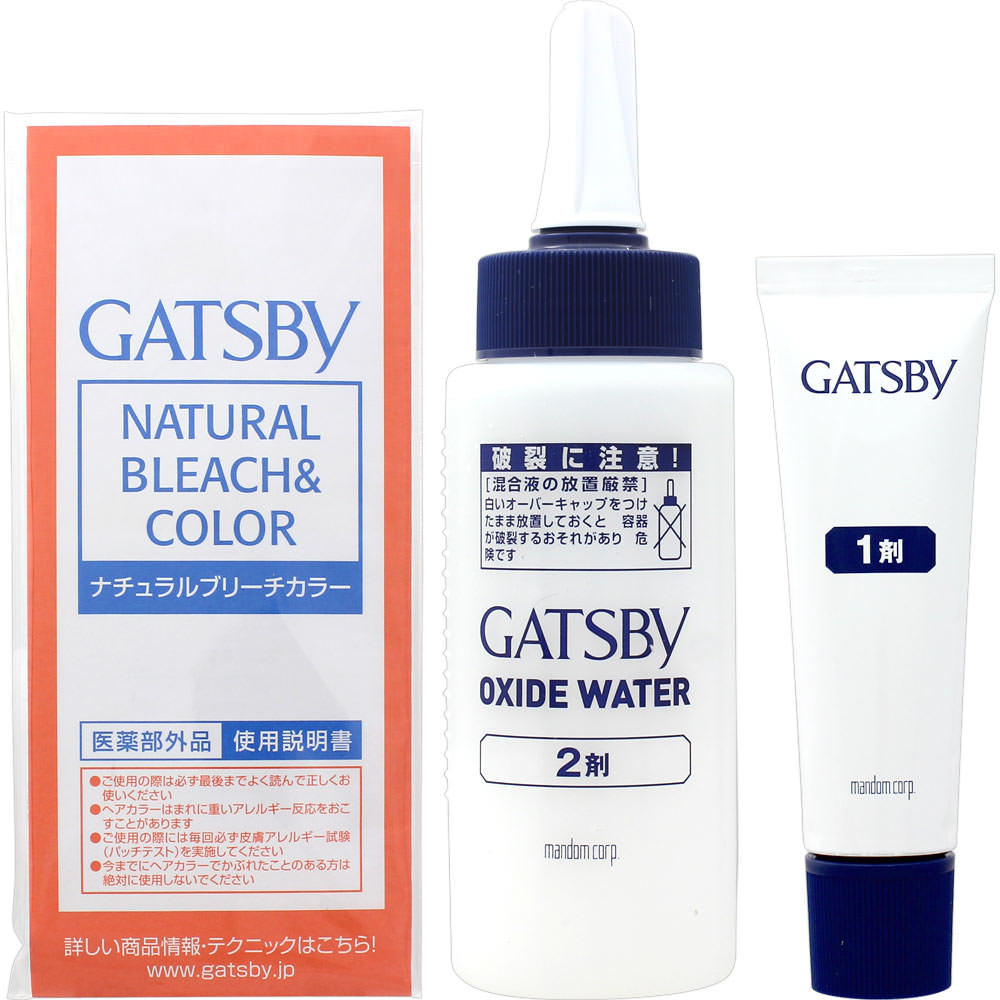 GATSBY
NATURAL
BLEACH&
COLOR
ナチュラルブリーチカラー
医薬部外品 使用説明書
●ご使用の際は必ず最後までよく読んで正しくお
使いください
●ヘアカラーはまれに重いアレルギー反応をおこ
すことがあります
●ご使用の際には毎回必ず皮膚アレルギー試験
(パッチテスト)を実施してください
●今までにヘアカラーでかぶれたことのある方は
絶対に使用しないでください
詳しい商品情報・テクニックはこちら!
www.gatsby.jp
破裂に注意!
[混合液の放置厳禁]
白いオーバーキャップをつけ
たまま放置しておくと 容器
が破裂するおそれがあり 危
険です
GATSBY
OXIDE WATER
2剤
mandom corp.
GATSBY
1剤
mandom corp.